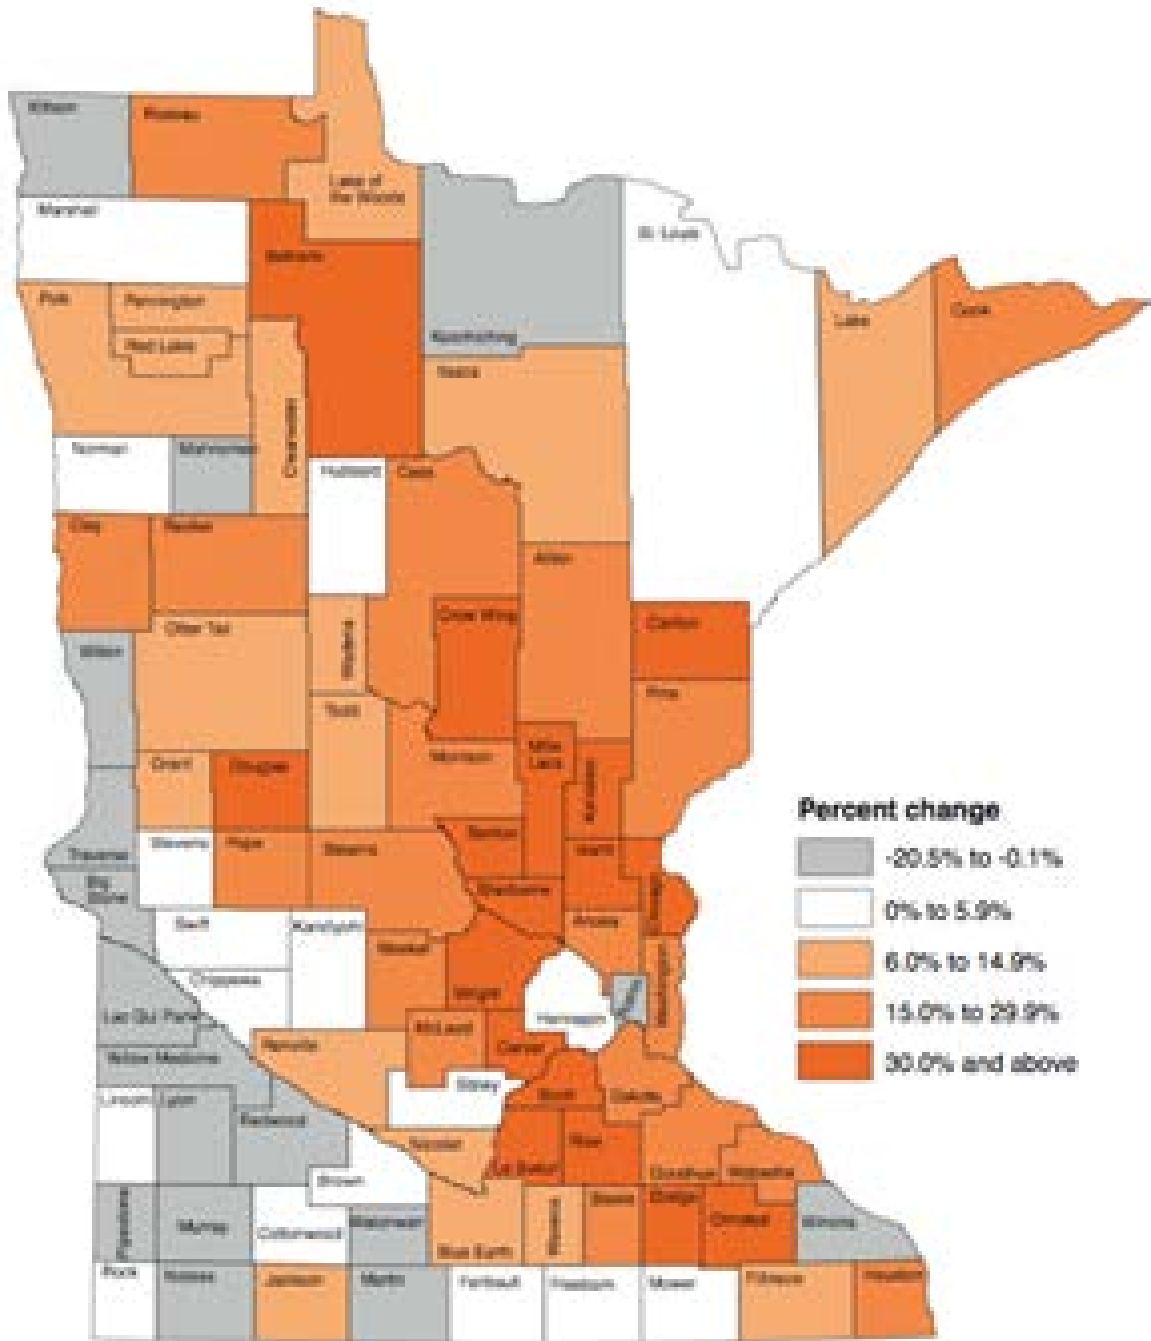 Kittson
Roseau
Lake of
the Woods
Marshall
St. Louis
Beltrami
Polk
Pennington
Lake
Cook
Koochiching
Red Lake
Itasca
Clearwater
Norman
Mahnomen
Hubbard
Cass
Clay
Becker
Aitkin
Crow Wing
Carlton
Otter Tail
Wadena
Wilkin
Pine
Todd
Mille
Lacs
Morrison
Grant
Douglas
Kanabec
Percent change
-20.5% to -0.1%
0% to 5.9%
6.0% to 14.9%
15.0% to 29.9%
30.0% and above
Benton
Stevens
Pope
Stearns
Isanti
Traverse
Big
Stone
Sherburne
Chisago
Swift
Kandiyohi
Anoka
Meeker
Washington
Chippewa
Wright
Lac Qui Parle
Hennepin
McLeod
Renville
Carver
Yellow Medicine
Sibley
Scott
Dakota
Lincoln
Lyon
Redwood
Nicollet
Rice
Le Sueur
Goodhue
Wabasha
Brown
Pipestone
Murray
Cottonwood
Watonwan
Blue Earth
Waseca
Steele
Dodge
Olmsted
Winona
Rock
Nobles
Jackson
Martin
Faribault
Freeborn
Mower
Fillmore
Houston